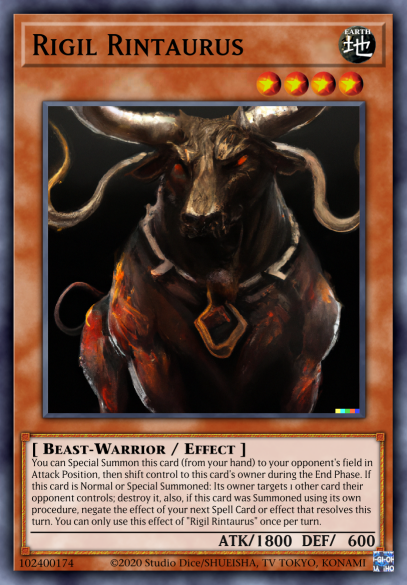 RIGIL RINTAURUS
EARTH
地
[ BEAST-WARRIOR / EFFECT ]
You can Special Summon this card (from your hand) to your opponent's field in
Attack Position, then shift control to this card's owner during the End Phase. If
this card is Normal or Special Summoned: Its owner targets 1 other card their
opponent controls; destroy it, also, if this card was Summoned using its own
procedure, negate the effect of your next Spell Card or effect that resolves this
turn. You can only use this effect of "Rigil Rintaurus" once per turn.
ATK/1800 DEF/ 600
102400174 ©2020 Studio Dice/SHUEISHA, TV TOKYO, KONAMI